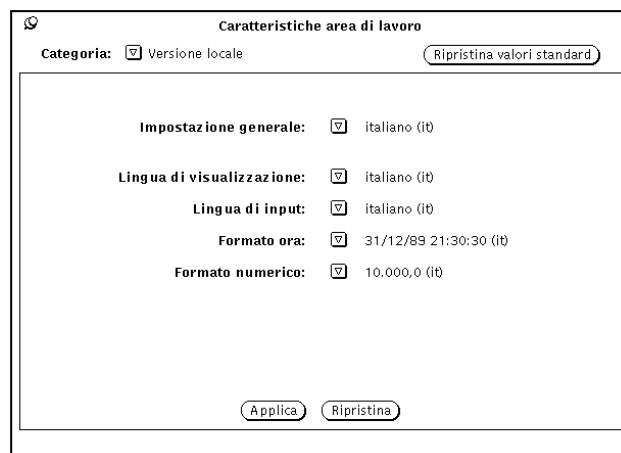 Caratteristiche area di lavoro
Categoria: Versione locale Ripristina valori standard
Impostazione generale: italiano (it)
Lingua di visualizzazione: italiano (it)
Lingua di input: italiano (it)
Formato ora: 31/12/89 21:30:30 (it)
Formato numerico: 10.000,0 (it)
Applica Ripristina